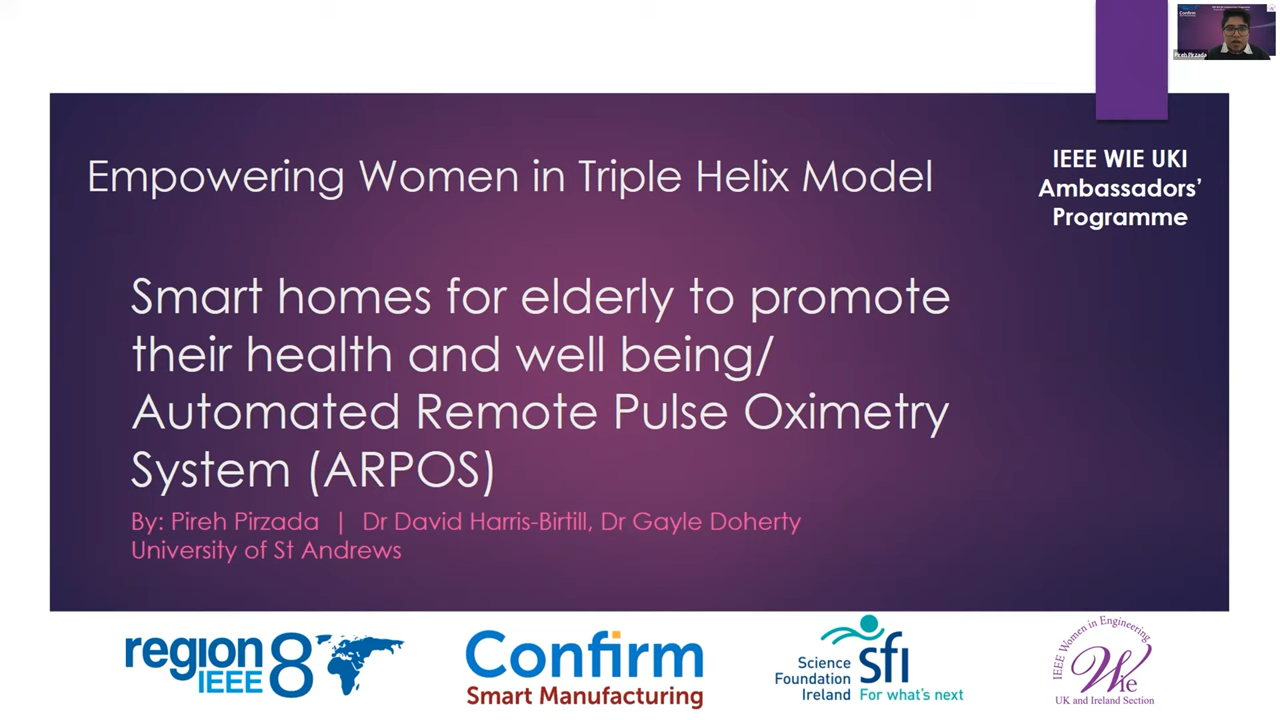 Confirm
Pireh Pirzada
IEEE WIE UKI
Ambassadors’
Programme
Empowering Women in Triple Helix Model
Smart homes for elderly to promote
their health and well being/
Automated Remote Pulse Oximetry
System (ARPOS)
By: Pireh Pirzada | Dr David Harris-Birtill, Dr Gayle Doherty
University of St Andrews
region 8
IEEE
Confirm
Smart Manufacturing
Science
Foundation
Ireland
sfi
For what's next
IEEE Women in Engineering
Wie
UK and Ireland Section